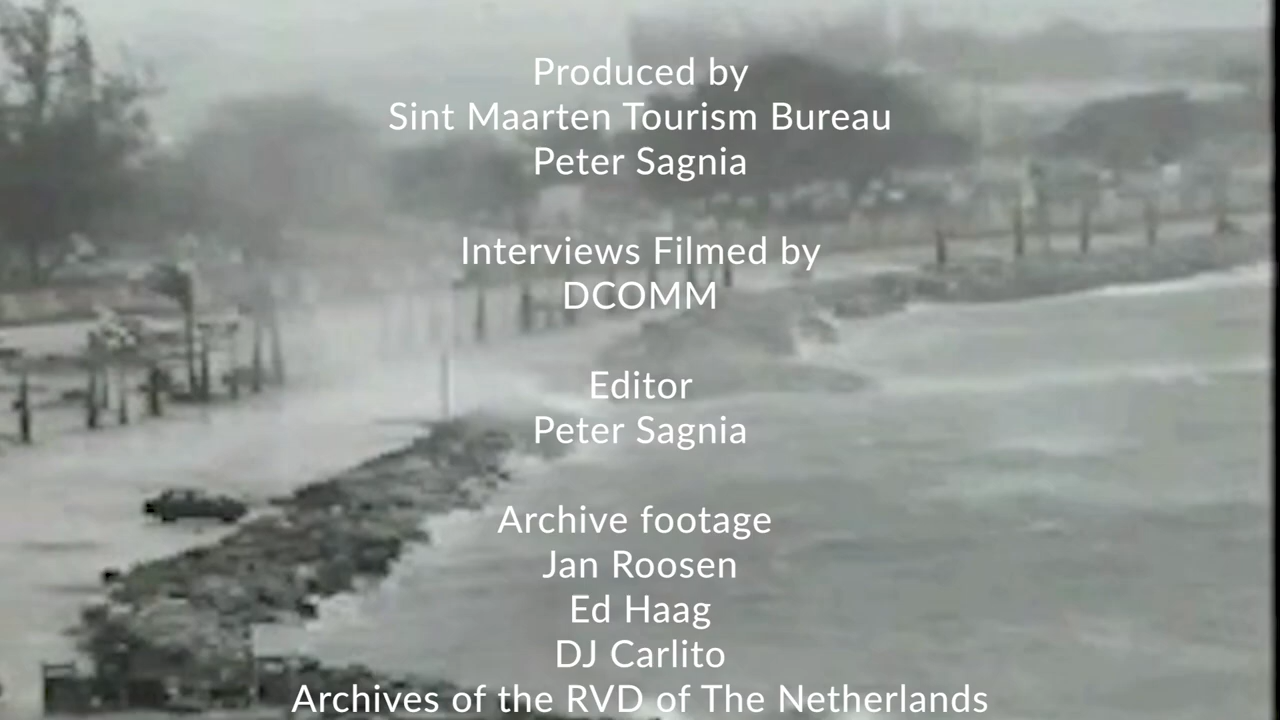 Produced by
Sint Maarten Tourism Bureau
Peter Sagnia
Interviews Filmed by
DCOMM
Editor
Peter Sagnia
Archive footage
Jan Roosen
Ed Haag
DJ Carlito
Archives of the RVD of The Netherlands